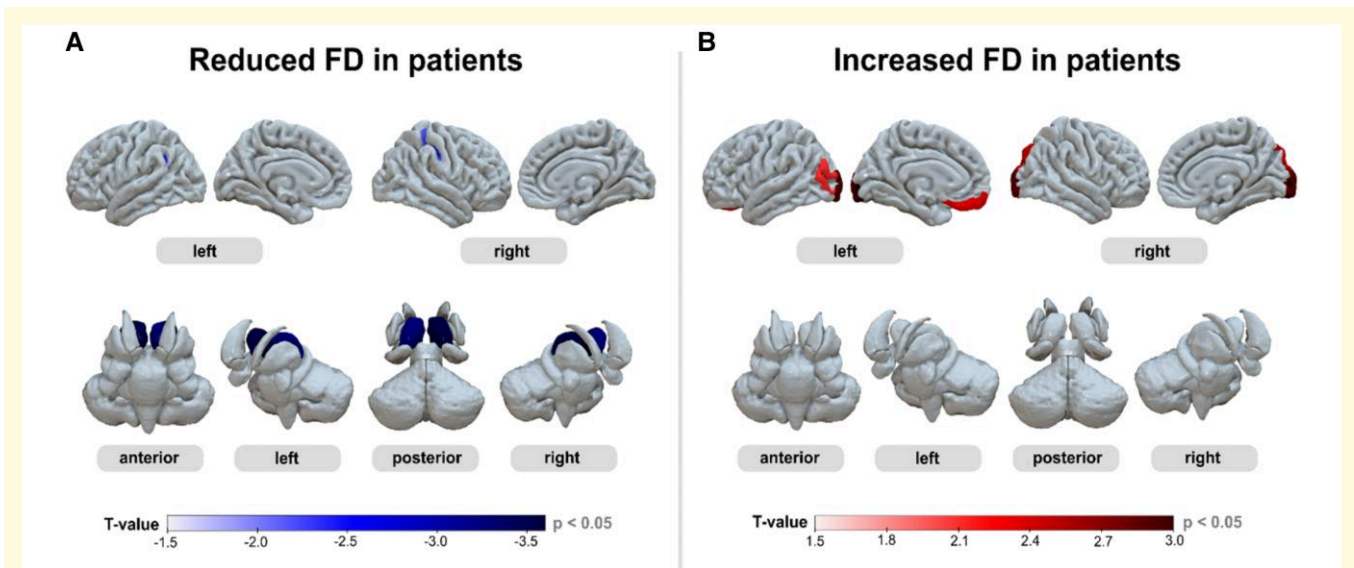 A
Reduced FD in patients
left
right
anterior
left
posterior
right
T-value
p < 0.05
-1.5
-2.0
-2.5
-3.0
-3.5
B
Increased FD in patients
left
right
anterior
left
posterior
right
T-value
p < 0.05
1.5
1.8
2.1
2.4
2.7
3.0